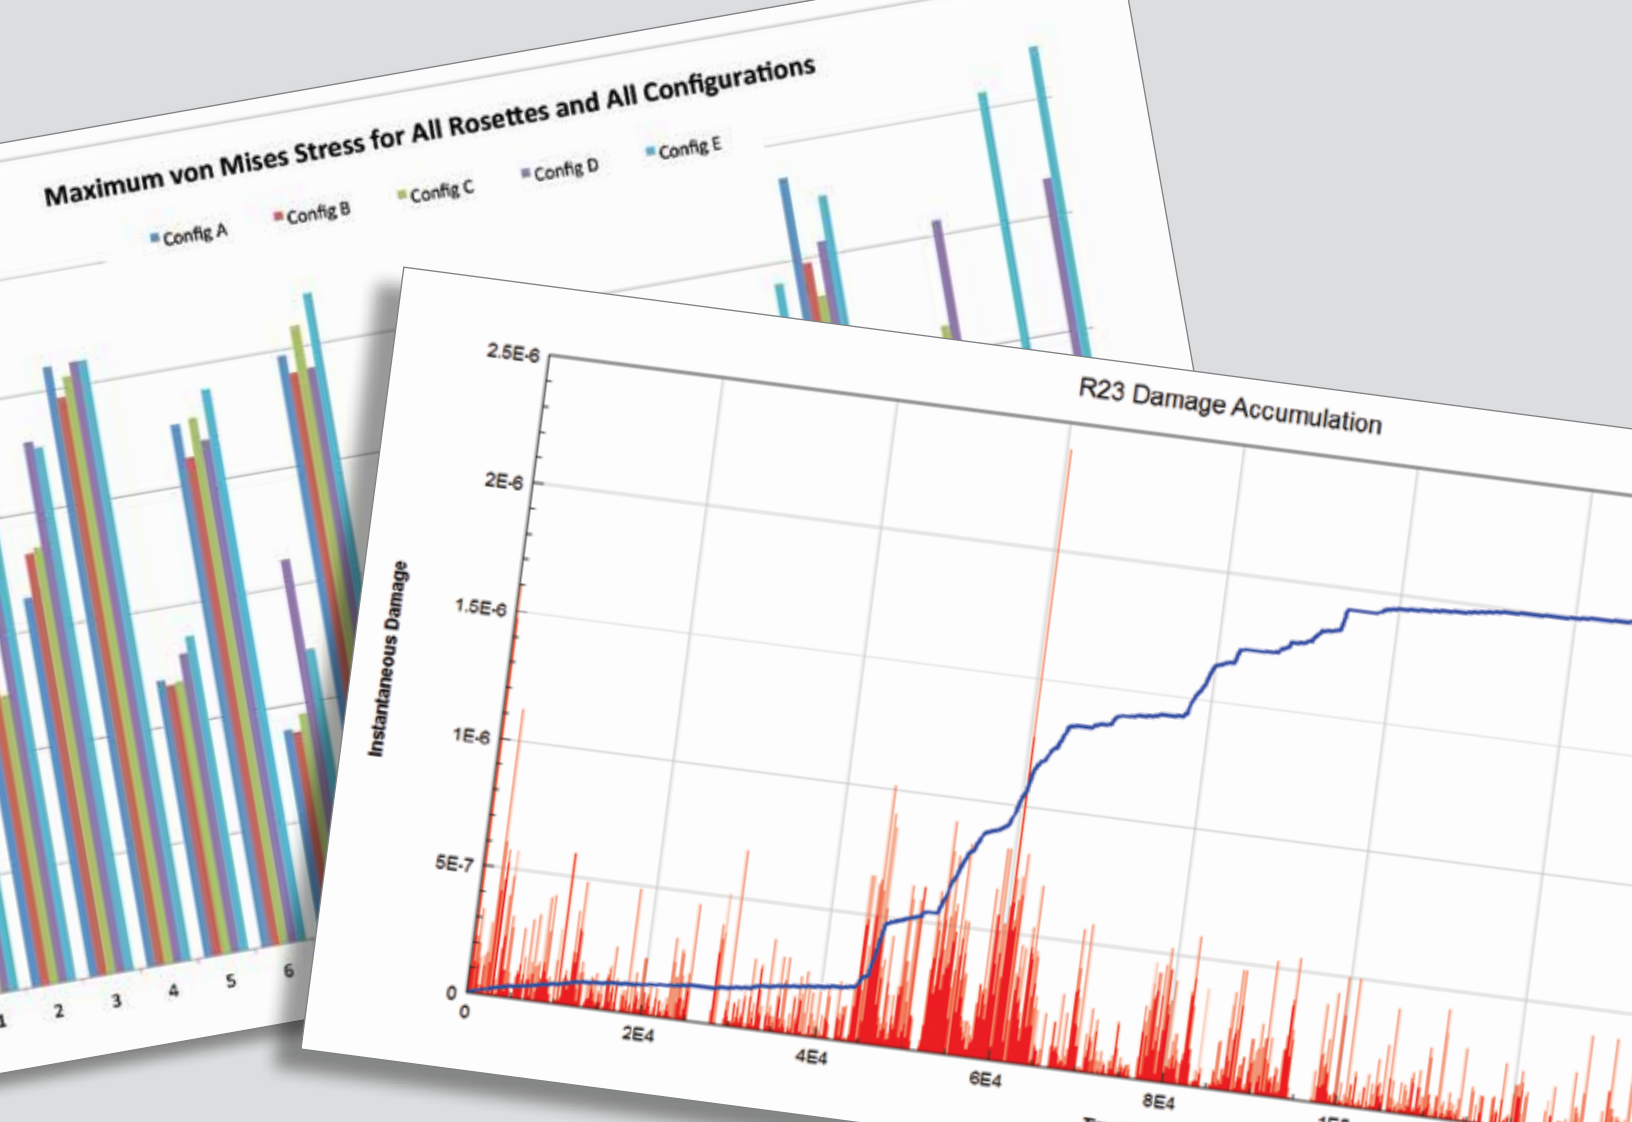 Maximum von Mises Stress for All Rosettes and All Configurations
Config A Config B Config C Config D Config E
1 2 3 4 5 6
R23 Damage Accumulation
2.5E-6
2E-6
1.5E-6
1E-6
5E-7
0
Instantaneous Damage
0 2E4 4E4 6E4 8E4